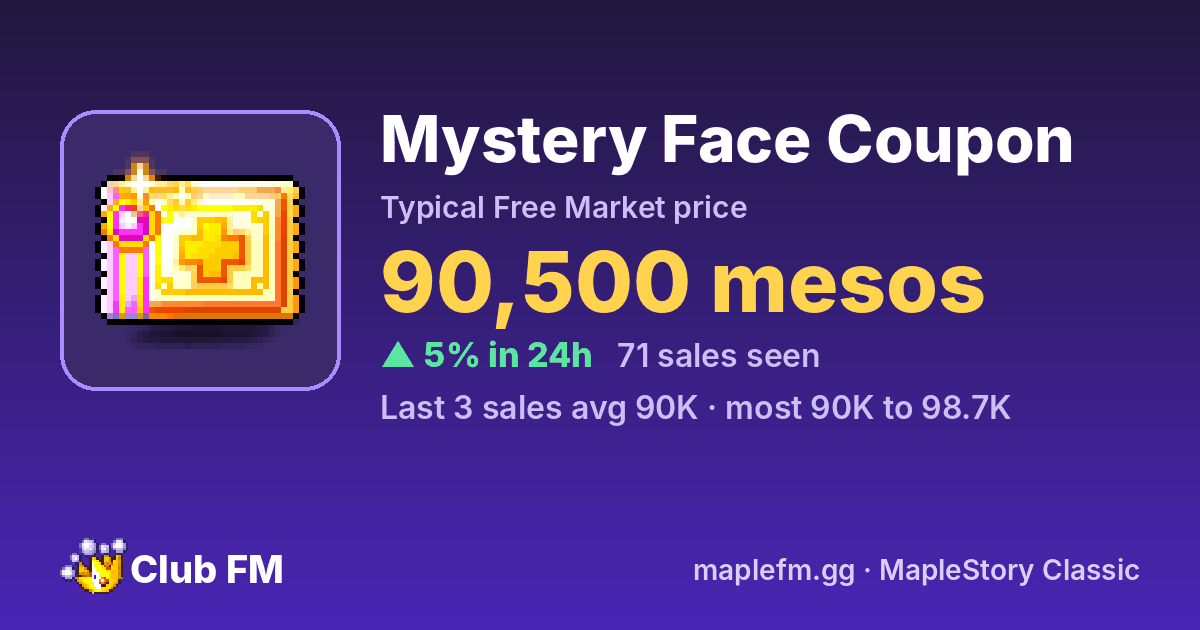 Mystery Face Coupon
Typical Free Market price
90,500 mesos
▲ 5% in 24h 71 sales seen
Last 3 sales avg 90K · most 90K to 98.7K
Club FM
maplefm.gg · MapleStory Classic